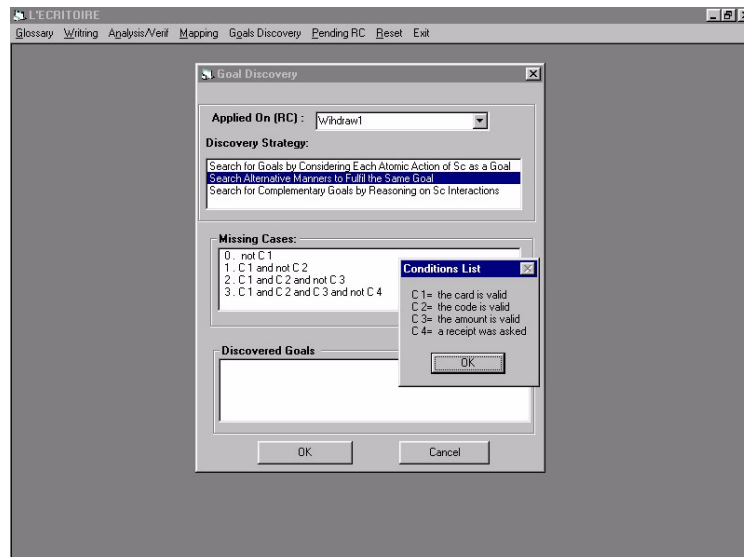 L'ECRITOIRE
Glossary Writring Analysis/Verif Mapping Goals Discovery Pending RC Reset Exit
Goal Discovery
Applied On (RC) : Wihdraw1
Discovery Strategy:
Search for Goals by Considering Each Atomic Action of Sc as a Goal
Search Alternative Manners to Fulfil the Same Goal
Search for Complementary Goals by Reasoning on Sc Interactions
Missing Cases:
0 . not C 1
1 . C 1 and not C 2
2 . C 1 and C 2 and not C 3
3 . C 1 and C 2 and C 3 and not C 4
Conditions List
C 1= the card is valid
C 2= the code is valid
C 3= the amount is valid
C 4= a receipt was asked
OK
Discovered Goals
OK Cancel